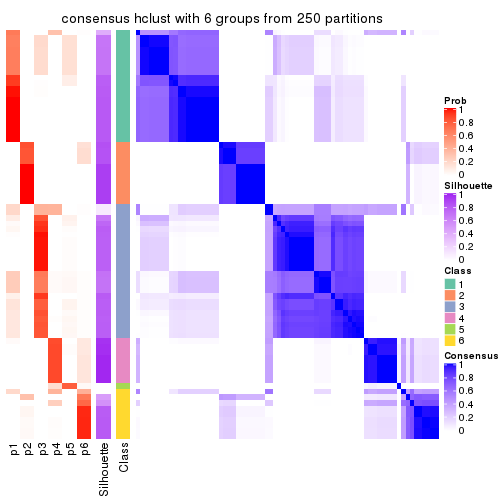 consensus hclust with 6 groups from 250 partitions
Prob
1
0.8
0.6
0.4
0.2
0
Silhouette
1
0.8
0.6
0.4
0.2
0
Class
1
2
3
4
5
6
Consensus
1
0.8
0.6
0.4
0.2
0
p1
p2
p3
p4
p5
p6
Silhouette
Class